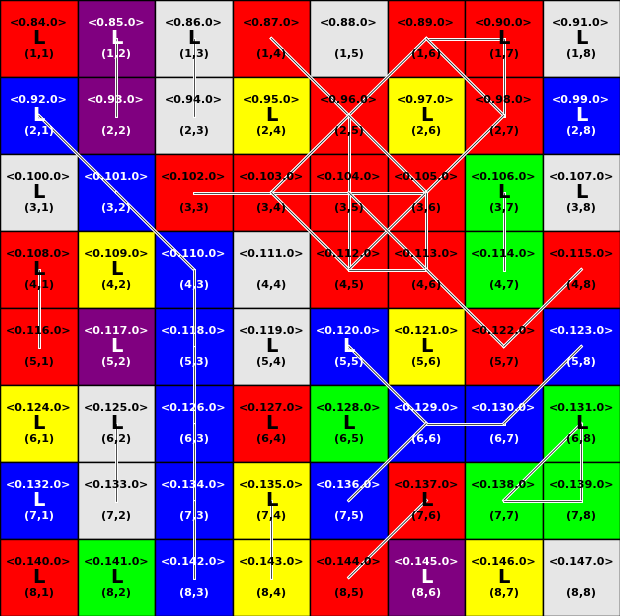 <0.84.0> <0.85.0> <0.86.0> <0.87.0> <0.88.0> <0.89.0> <0.90.0> <0.91.0>
L L L L L
(1,1) (1,2) (1,3) (1,4) (1,5) (1,6) (1,7) (1,8)
<0.92.0> <0.93.0> <0.94.0> <0.95.0> <0.96.0> <0.97.0> <0.98.0> <0.99.0>
L L L L
(2,1) (2,2) (2,3) (2,4) (2,5) (2,6) (2,7) (2,8)
<0.100.0> <0.101.0> <0.102.0> <0.103.0> <0.104.0> <0.105.0> <0.106.0> <0.107.0>
L L L
(3,1) (3,2) (3,3) (3,4) (3,5) (3,6) (3,7) (3,8)
<0.108.0> <0.109.0> <0.110.0> <0.111.0> <0.112.0> <0.113.0> <0.114.0> <0.115.0>
L L
(4,1) (4,2) (4,3) (4,4) (4,5) (4,6) (4,7) (4,8)
<0.116.0> <0.117.0> <0.118.0> <0.119.0> <0.120.0> <0.121.0> <0.122.0> <0.123.0>
L L L L
(5,1) (5,2) (5,3) (5,4) (5,5) (5,6) (5,7) (5,8)
<0.124.0> <0.125.0> <0.126.0> <0.127.0> <0.128.0> <0.129.0> <0.130.0> <0.131.0>
L L L L L
(6,1) (6,2) (6,3) (6,4) (6,5) (6,6) (6,7) (6,8)
<0.132.0> <0.133.0> <0.134.0> <0.135.0> <0.136.0> <0.137.0> <0.138.0> <0.139.0>
L L L
(7,1) (7,2) (7,3) (7,4) (7,5) (7,6) (7,7) (7,8)
<0.140.0> <0.141.0> <0.142.0> <0.143.0> <0.144.0> <0.145.0> <0.146.0> <0.147.0>
L L L L
(8,1) (8,2) (8,3) (8,4) (8,5) (8,6) (8,7) (8,8)